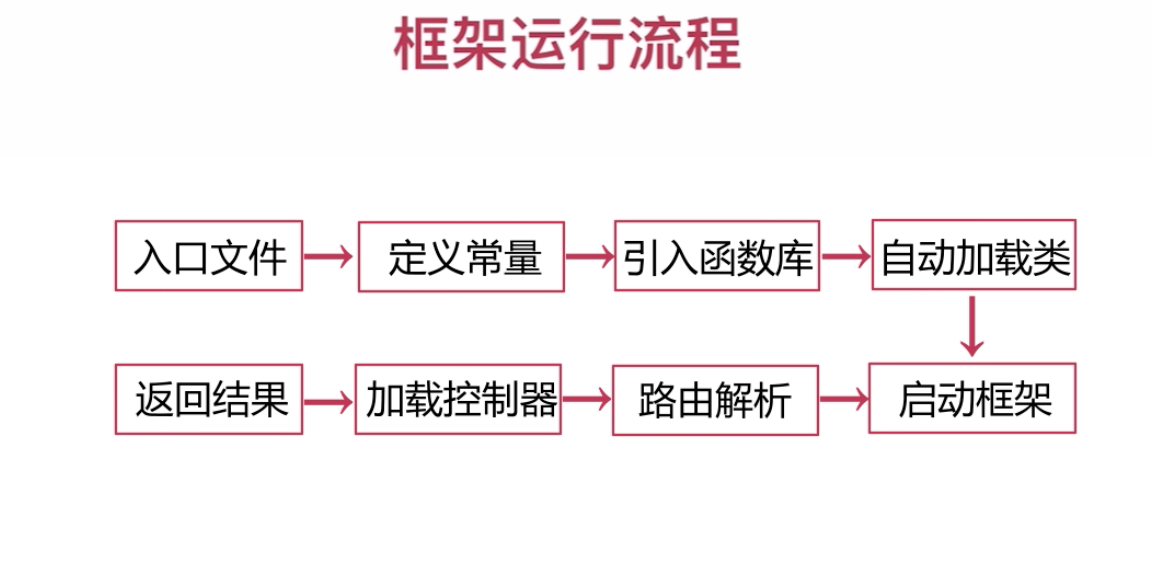 框架运行流程
入口文件
定义常量
引入函数库
自动加载类
返回结果
加载控制器
路由解析
启动框架